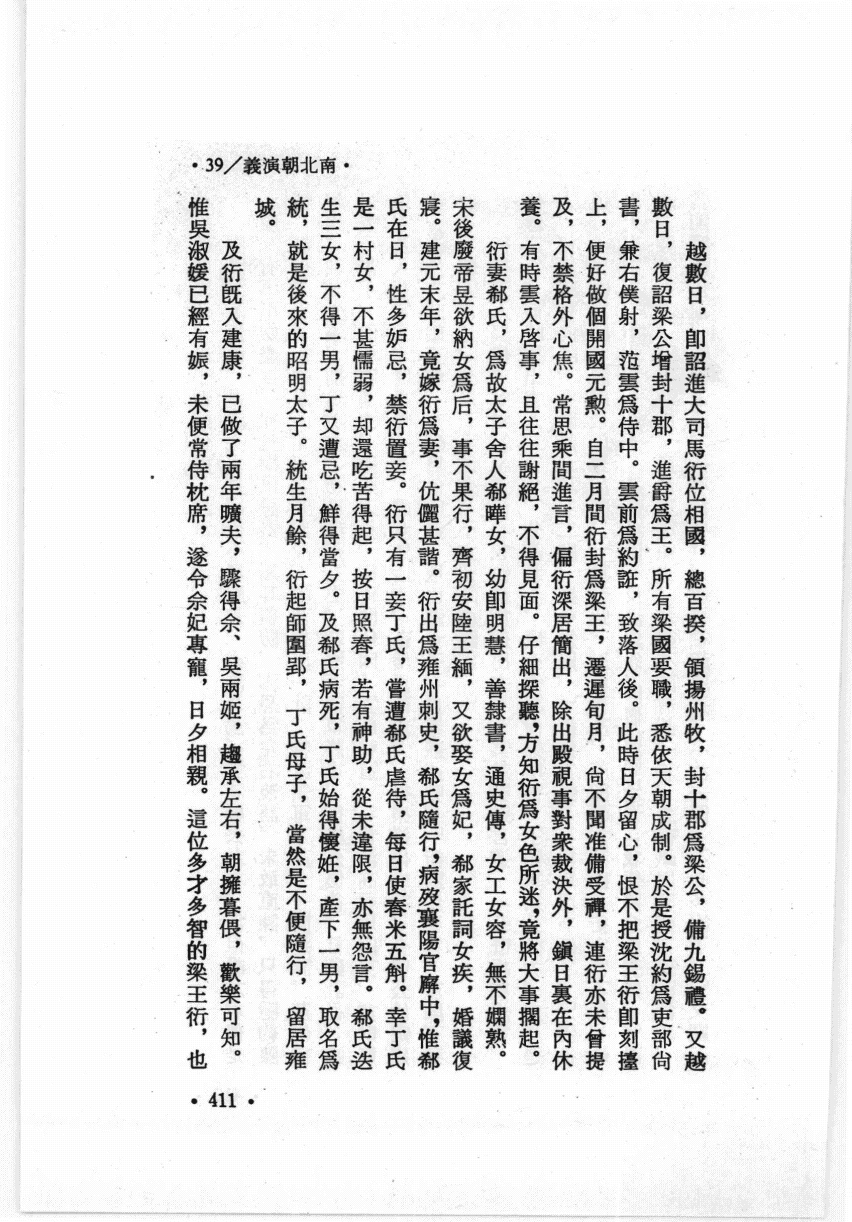 南北朝演義/39
越數日，卽詔進大司馬衍位相國，總百揆，領揚州牧，封十郡爲梁公，備九錫禮。又越
數日，復詔梁公增封十郡，進爵爲王。所有梁國要職，悉依天朝成制。於是授沈約爲吏部尙
書，兼右僕射，范雲爲侍中。雲前爲約誑，致落人後。此時日夕留心，恨不把梁王衍卽刻擡
上，便好做個開國元勳。自二月間衍封爲梁王，遷遲旬月，尙不聞准備受禪，連衍亦未曾提
及，不禁格外心焦。常思乘間進言，偏衍深居簡出，除出殿視事對衆裁決外，鎭日裏在內休
養。有時雲入啓事，且往往謝絕，不得見面。仔細探聽，方知衍爲女色所迷，竟將大事擱起。
衍妻郗氏，爲故太子舍人郗曄女，幼卽明慧，善隸書，通史傳，女工女容，無不嫻熟。
宋後廢帝昱欲納女爲后，事不果行，齊初安陸王緬，又欲娶女爲妃，郗家託詞女疾，婚議復
寢。建元末年，竟嫁衍爲妻，伉儷甚諧。衍出爲雍州刺史，郗氏隨行，病歿襄陽官廨中，惟郗
氏在日，性多妒忌，禁衍置妾。衍只有一妾丁氏，嘗遭郗氏虐待，每日使舂米五斛。幸丁氏
是一村女，不甚懦弱，却還吃苦得起，按日照舂，若有神助，從未違限，亦無怨言。郗氏迭
生三女，不得一男，丁又遭忌，鮮得當夕。及郗氏病死，丁氏始得懷姙，產下一男，取名爲
統，就是後來的昭明太子。統生月餘，衍起師圍郢，丁氏母子，當然是不便隨行，留居雍
城。
及衍旣入建康，已做了兩年曠夫，驟得佘、吳兩姬，趨承左右，朝擁暮偎，歡樂可知。
惟吳淑媛已經有娠，未便常侍枕席，遂令佘妃專寵，日夕相親。這位多才多智的梁王衍，也
411